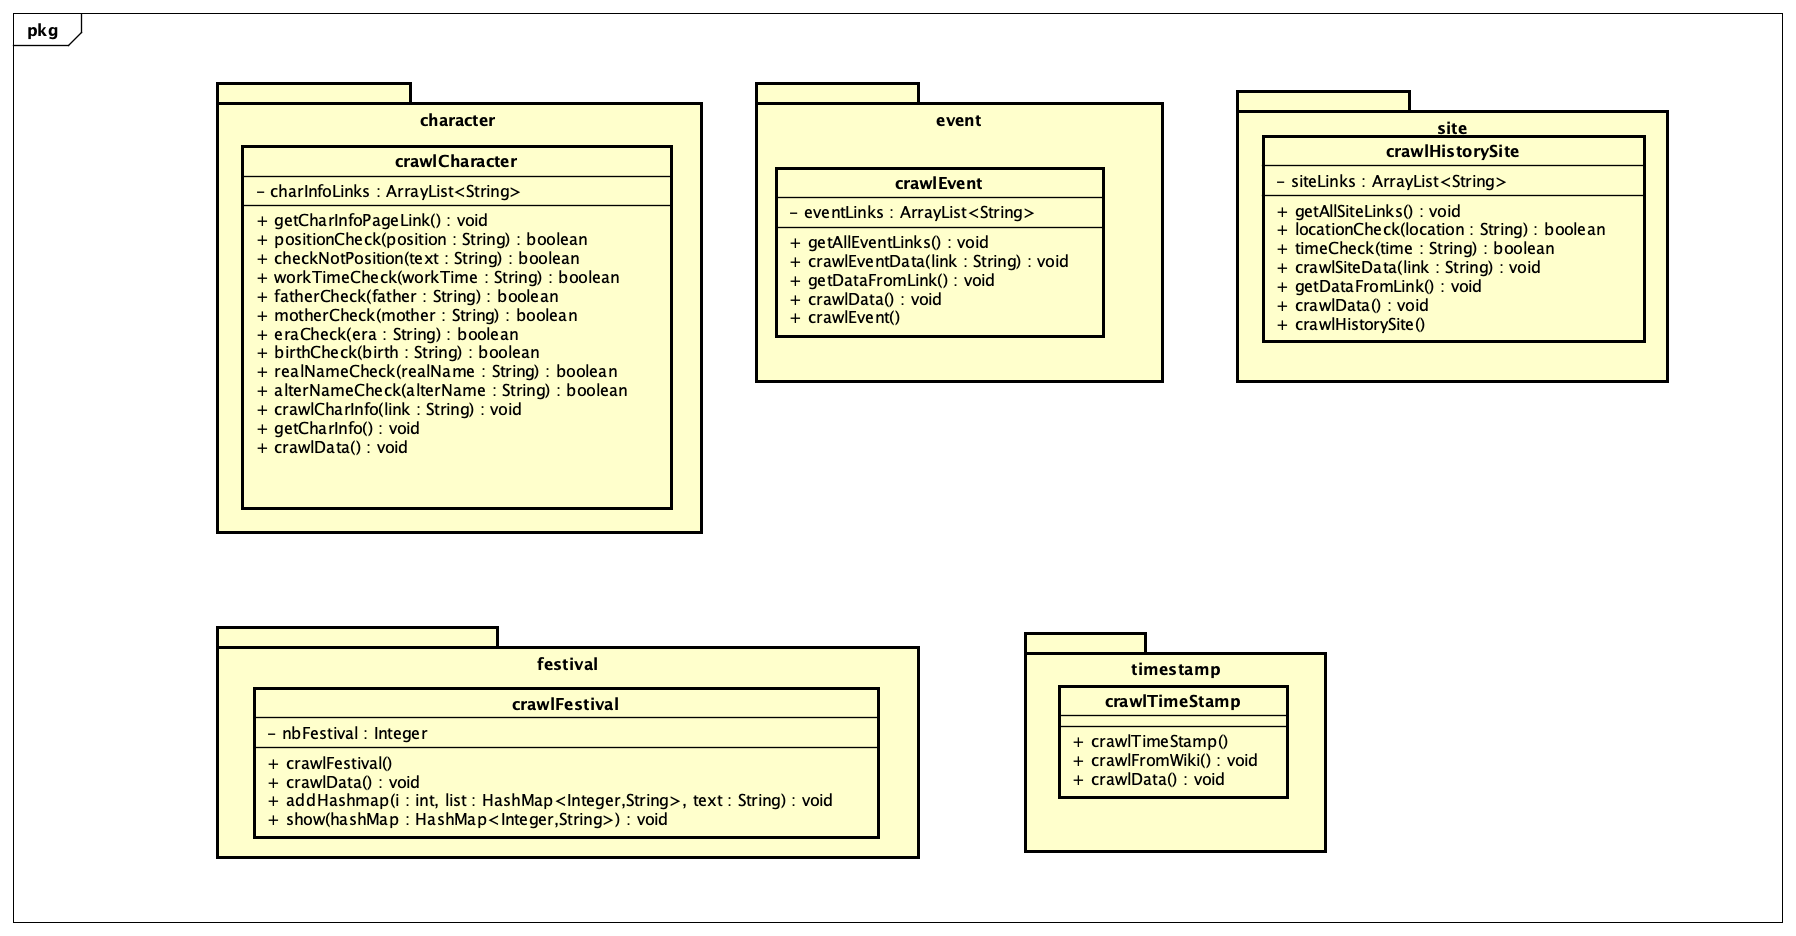 pkg
character
crawlCharacter
- charInfoLinks : ArrayList<String>
+ getCharInfoPageLink() : void
+ positionCheck(position : String) : boolean
+ checkNotPosition(text : String) : boolean
+ workTimeCheck(workTime : String) : boolean
+ fatherCheck(father : String) : boolean
+ motherCheck(mother : String) : boolean
+ eraCheck(era : String) : boolean
+ birthCheck(birth : String) : boolean
+ realNameCheck(realName : String) : boolean
+ alterNameCheck(alterName : String) : boolean
+ crawlCharInfo(link : String) : void
+ getCharInfo() : void
+ crawlData() : void
event
crawlEvent
- eventLinks : ArrayList<String>
+ getAllEventLinks() : void
+ crawlEventData(link : String) : void
+ getDataFromLink() : void
+ crawlData() : void
+ crawlEvent()
site
crawlHistorySite
- siteLinks : ArrayList<String>
+ getAllSiteLinks() : void
+ locationCheck(location : String) : boolean
+ timeCheck(time : String) : boolean
+ crawlSiteData(link : String) : void
+ getDataFromLink() : void
+ crawlData() : void
+ crawlHistorySite()
festival
crawlFestival
- nbFestival : Integer
+ crawlFestival()
+ crawlData() : void
+ addHashmap(i : int, list : HashMap<Integer,String>, text : String) : void
+ show(hashMap : HashMap<Integer,String>) : void
timestamp
crawlTimeStamp
+ crawlTimeStamp()
+ crawlFromWiki() : void
+ crawlData() : void